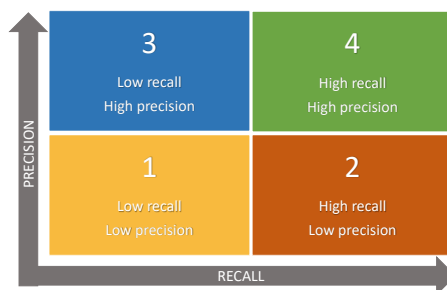 3
Low recall
High precision
4
High recall
High precision
1
Low recall
Low precision
2
High recall
Low precision
PRECISION
RECALL